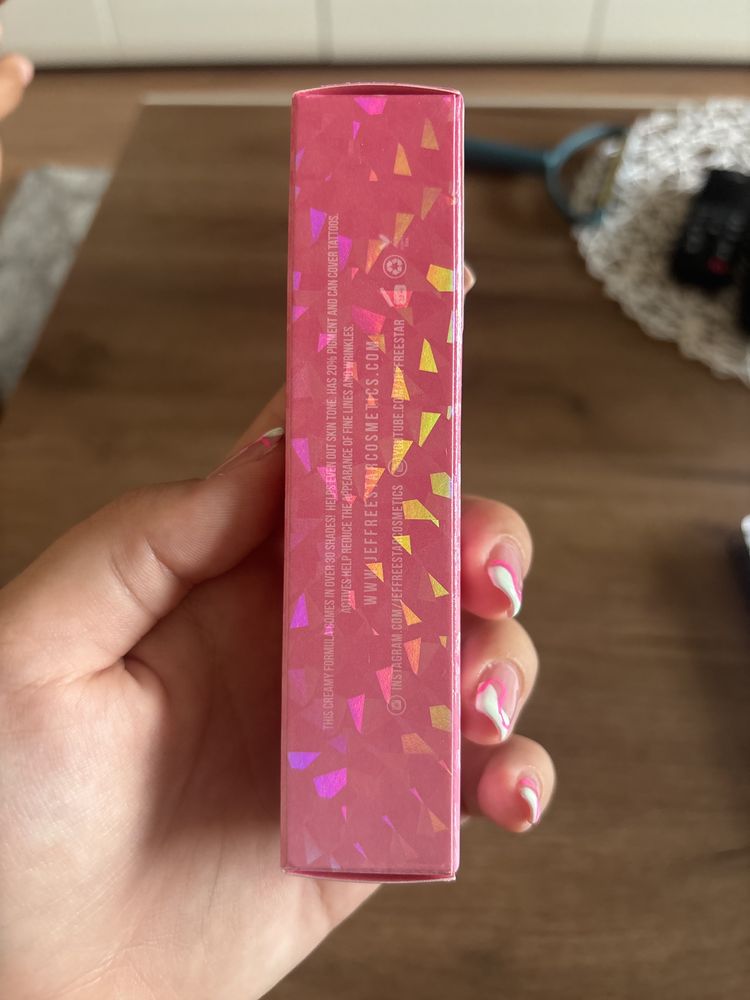 THIS CREAMY FORMULA COMES IN OVER 30 SHADES! HELPS EVEN OUT SKIN TONE. HAS 20% PIGMENT AND CAN COVER TATTOOS.
ACTIVES HELP REDUCE THE APPEARANCE OF FINE LINES AND WRINKLES.
WWW.JEFFREESTARCOSMETICS.COM
INSTAGRAM.COM/JEFFREESTARCOSMETICS YOUTUBE.COM/JEFFREESTAR